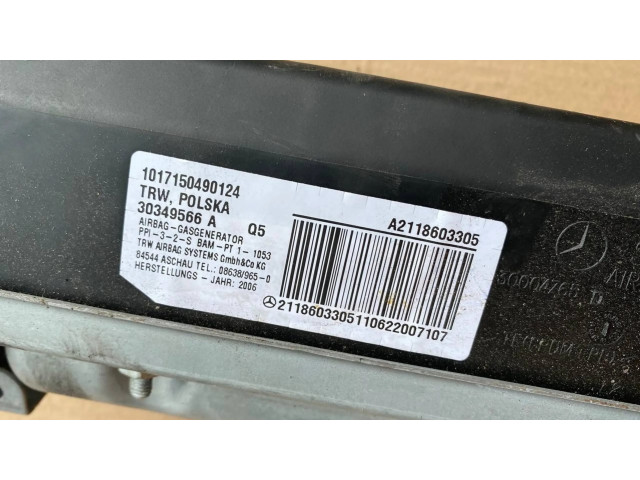 1017150490124
TRW, POLSKA
30349566 A Q5
AIRBAG-GASGENERATOR
PPI-3-2-S BAM-PT 1- 1053
TRW AIRBAG SYSTEMS GmbH&Co KG
84544 ASCHAU TEL.: 08638/965-0
HERSTELLUNGS - JAHR: 2006
A2118603305
2118603305110622007107